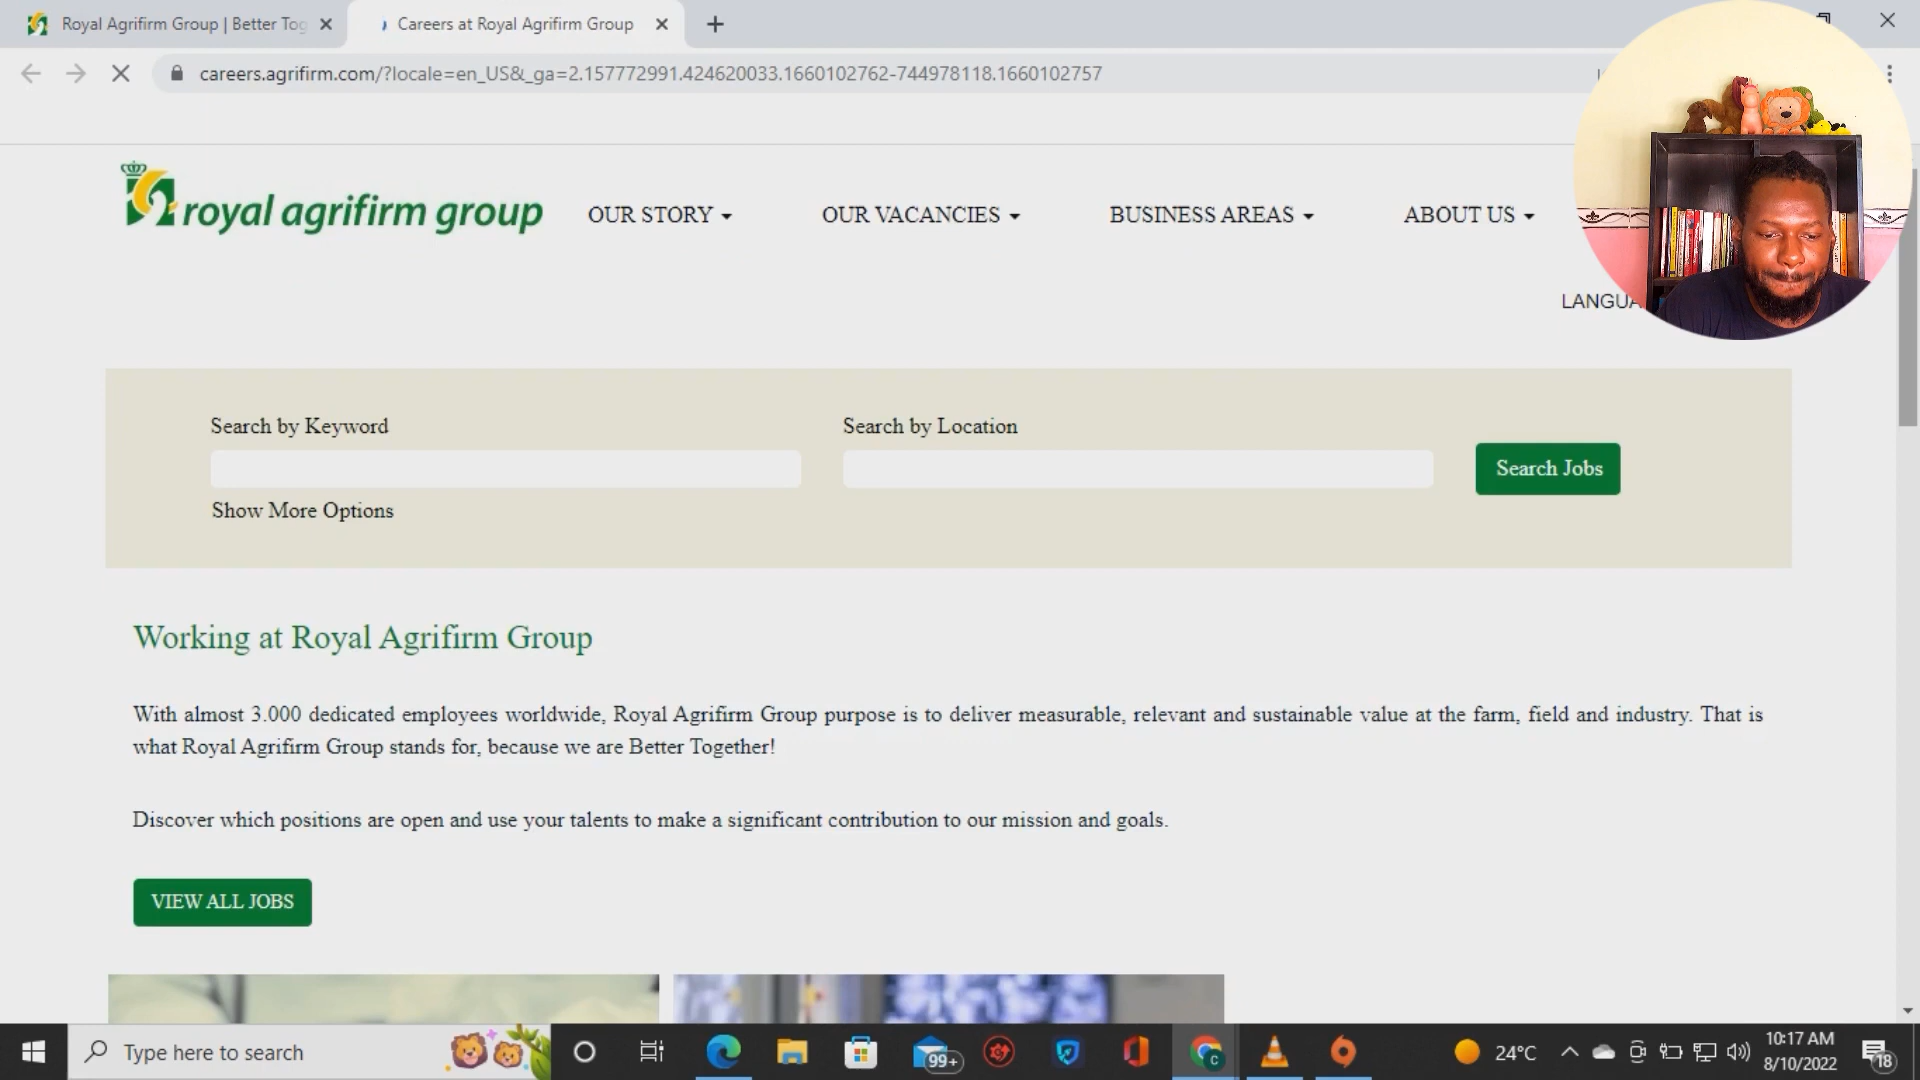 Royal Agrifirm Group | Better Tog
Careers at Royal Agrifirm Group
careers.agrifirm.com/?locale=en_US&_ga=2.157772991.424620033.1660102762-744978118.1660102757
royal agrifirm group
OUR STORY
OUR VACANCIES
BUSINESS AREAS
ABOUT US
LANGUA
Search by Keyword
Search by Location
Search Jobs
Show More Options
Working at Royal Agrifirm Group
With almost 3.000 dedicated employees worldwide, Royal Agrifirm Group purpose is to deliver measurable, relevant and sustainable value at the farm, field and industry. That is
what Royal Agrifirm Group stands for, because we are Better Together!
Discover which positions are open and use your talents to make a significant contribution to our mission and goals.
VIEW ALL JOBS
Type here to search
99+
C
24°C
10:17 AM
8/10/2022
18